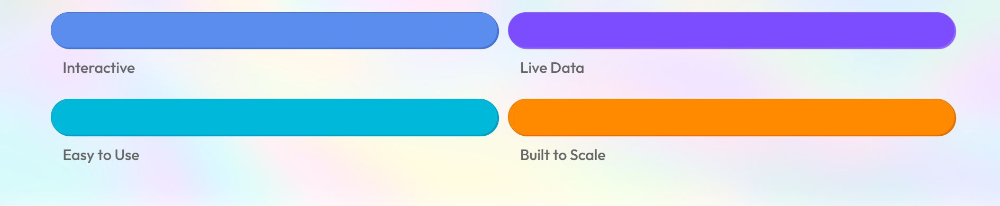 Interactive
Live Data
Easy to Use
Built to Scale